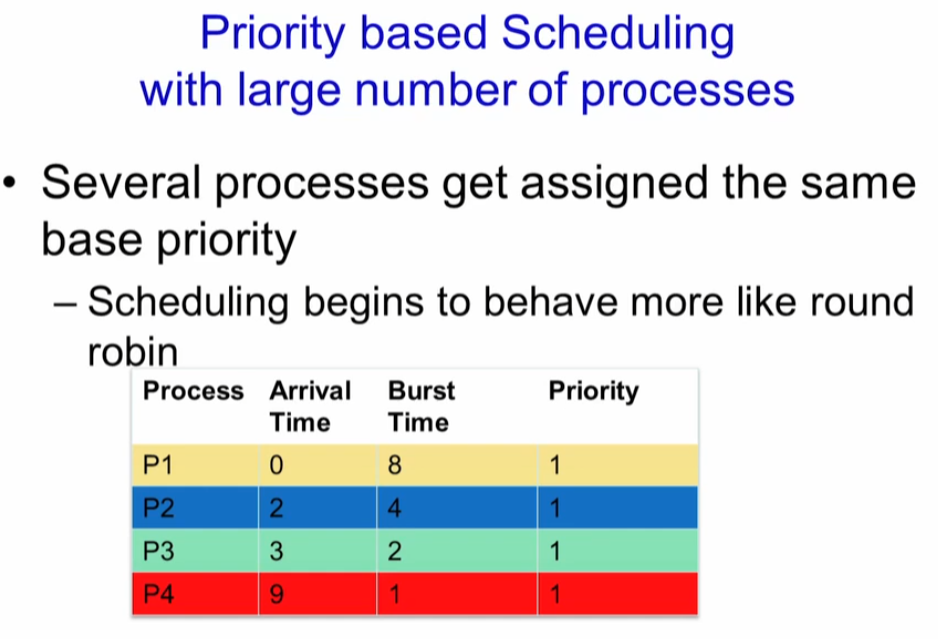 Priority based Scheduling
with large number of processes
• Several processes get assigned the same
base priority
– Scheduling begins to behave more like round
robin
Process Arrival Time Burst Time Priority
P1 0 8 1
P2 2 4 1
P3 3 2 1
P4 9 1 1